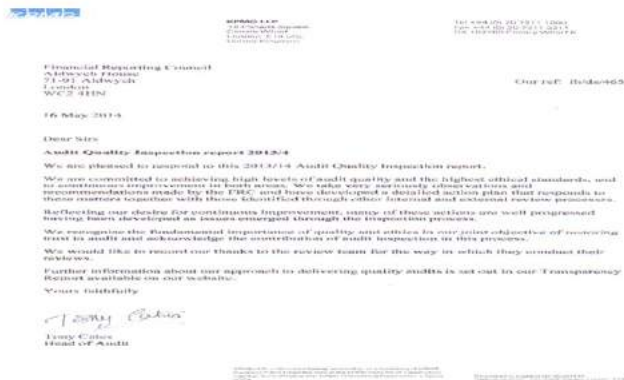 KPMG LLP
Canary Wharf
United Kingdom
Financial Reporting Council
Aldwych House
71-91 Aldwych
London
WC2 4HN
Our ref:
16 May 2014
Dear Sirs
Audit Quality Inspection report 2013/4
We are pleased to respond to this 2013/14 Audit Quality Inspection report.
We are committed to achieving high levels of audit quality and the highest ethical standards, and
to continuous improvement in both areas. We take very seriously observations and
recommendations made by the FRC and have developed a detailed action plan that responds to
these matters together with those identified through other internal and external review processes.
Reflecting our desire for continuous improvement, many of these actions are well progressed
having been developed as issues emerged through the inspection process.
We recognise the fundamental importance of quality and ethics in our joint objective of restoring
trust in audit and acknowledge the contribution of audit inspection in this process.
We would like to record our thanks to the review team for the way in which they conduct their
reviews.
Further information about our approach to delivering quality audits is set out in our Transparency
Report available on our website.
Yours faithfully
Tony Cates
Tony Cates
Head of Audit